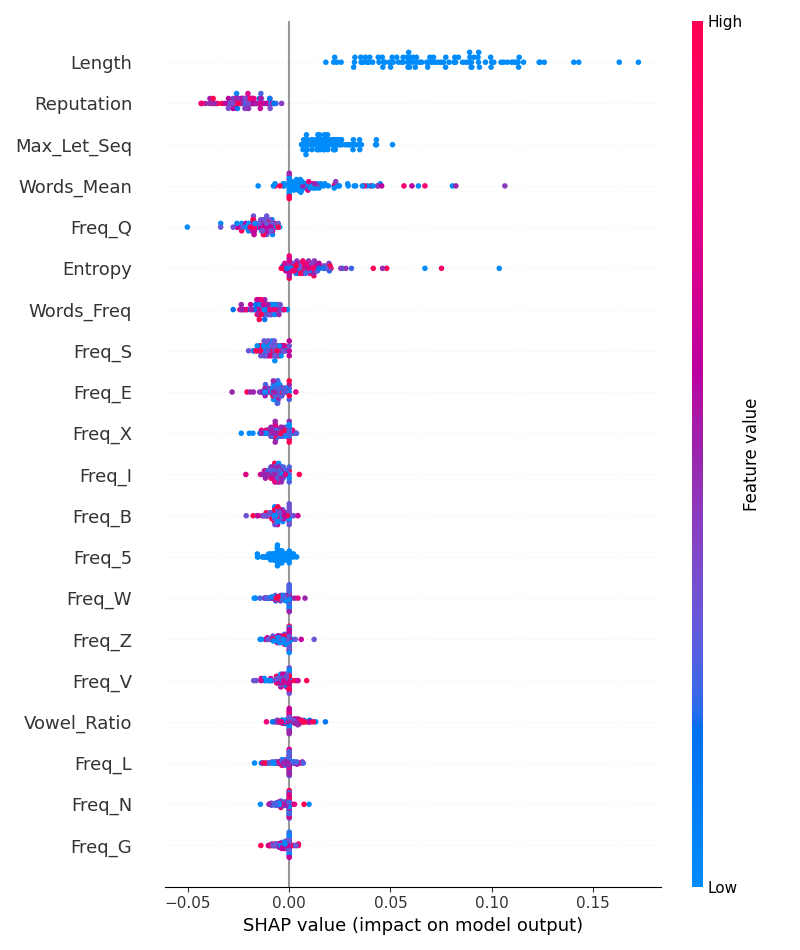 High
Length
Reputation
Max_Let_Seq
Words_Mean
Freq_Q
Entropy
Words_Freq
Freq_S
Freq_E
Freq_X
Freq_I
Freq_B
Freq_5
Freq_W
Freq_Z
Freq_V
Vowel_Ratio
Freq_L
Freq_N
Freq_G
Feature value
Low
−0.05 0.00 0.05 0.10 0.15
SHAP value (impact on model output)